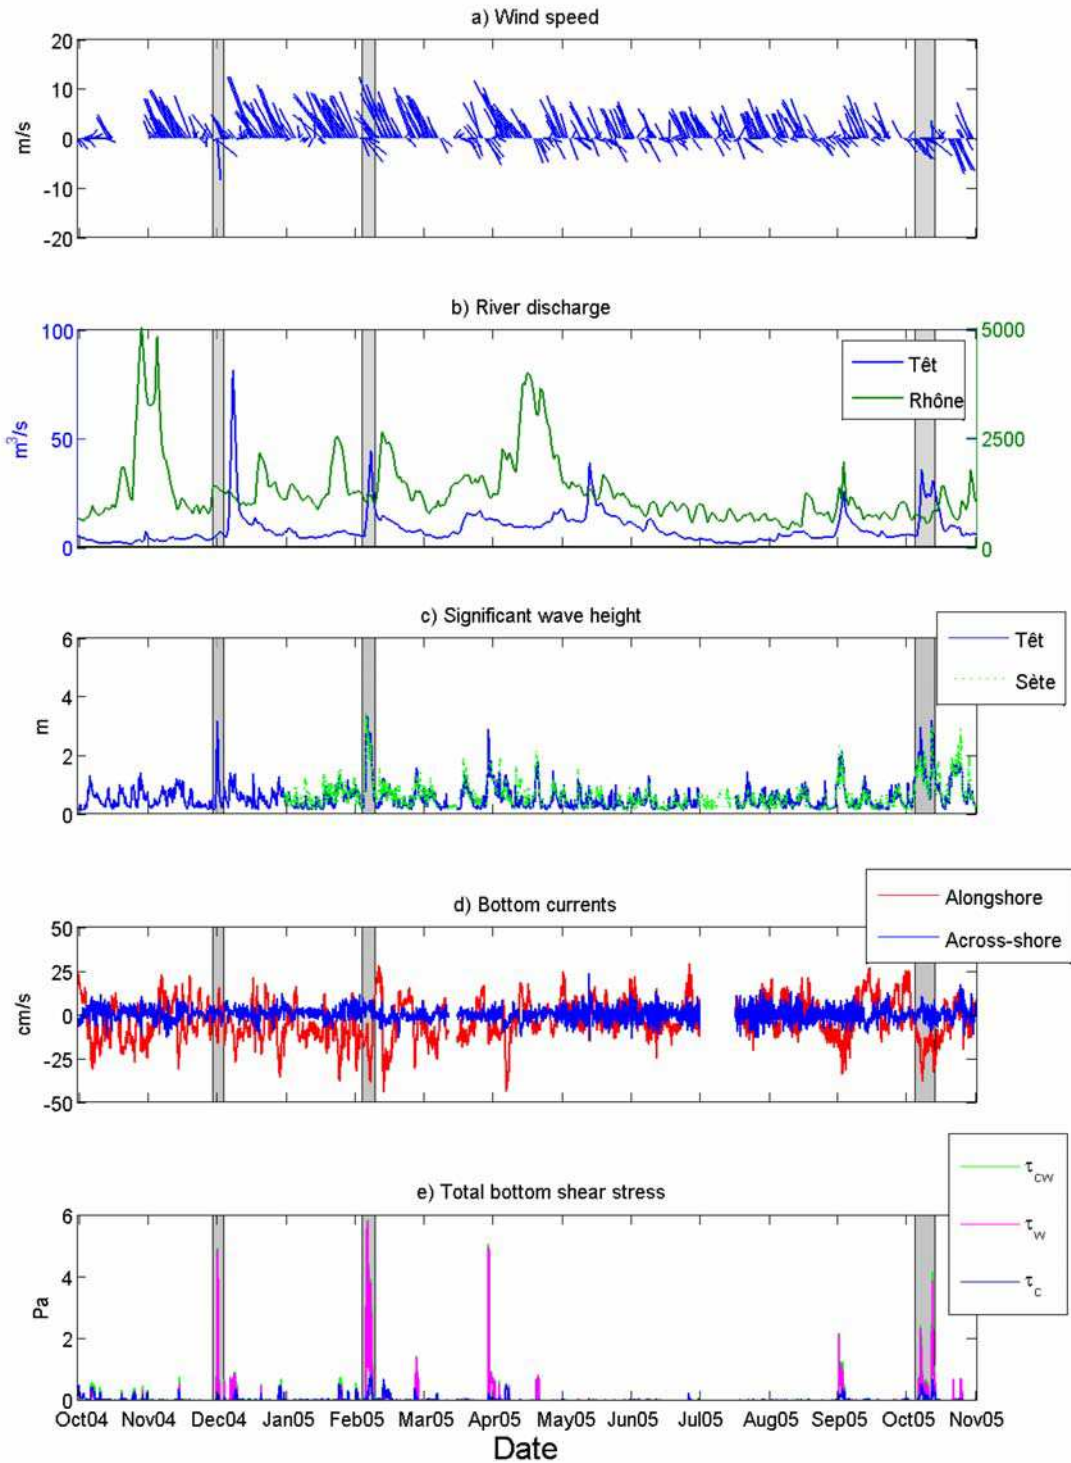 a) Wind speed
20
10
0
-10
-20
m/s
b) River discharge
100
50
0
m³/s
5000
2500
0
Têt
Rhône
c) Significant wave height
6
4
2
0
m
Têt
Sète
d) Bottom currents
50
25
0
-25
-50
cm/s
Alongshore
Across-shore
e) Total bottom shear stress
6
4
2
0
Pa
τcw
τw
τc
Oct04 Nov04 Dec04 Jan05 Feb05 Mar05 Apr05 May05 Jun05 Jul05 Aug05 Sep05 Oct05 Nov05
Date